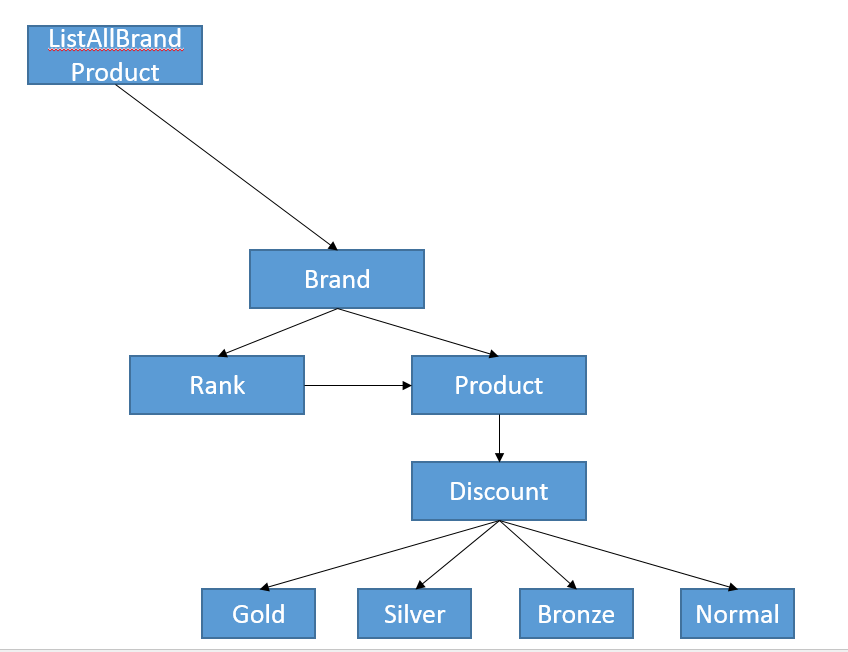 ListAllBrand
Product
Brand
Rank
Product
Discount
Gold
Silver
Bronze
Normal